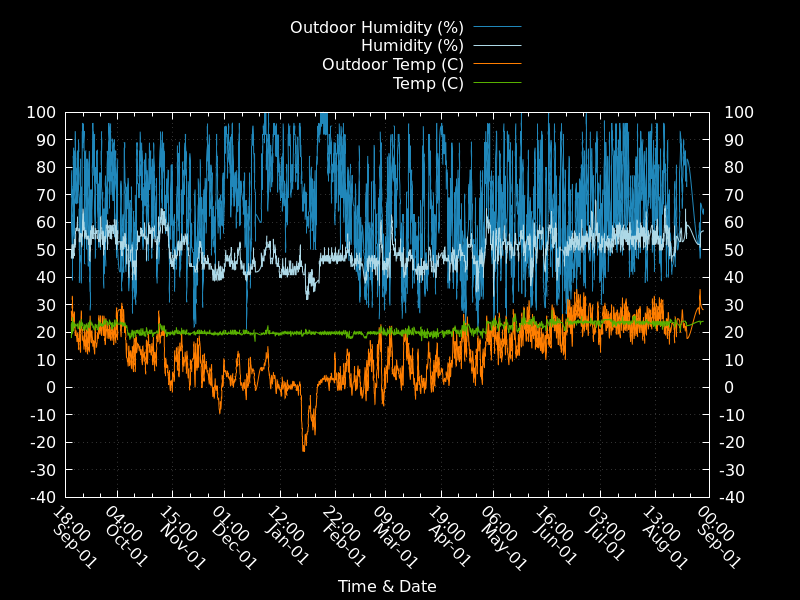 Outdoor Humidity (%)
Humidity (%)
Outdoor Temp (C)
Temp (C)
100 100
90 90
80 80
70 70
60 60
50 50
40 40
30 30
20 20
10 10
0 0
-10 -10
-20 -20
-30 -30
-40 -40
18:00 04:00 15:00 01:00 12:00 22:00 09:00 19:00 06:00 16:00 03:00 13:00 00:00
Sep-01 Oct-01 Nov-01 Dec-01 Jan-01 Feb-01 Mar-01 Apr-01 May-01 Jun-01 Jul-01 Aug-01 Sep-01
Time & Date